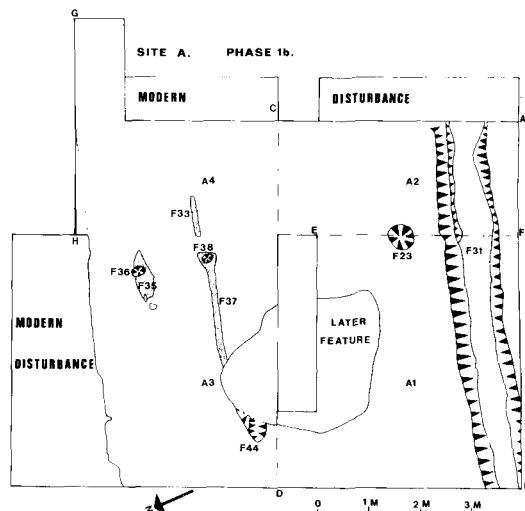 G
SITE A. PHASE 1b.
MODERN
C
DISTURBANCE
A
A4
A2
F33
E
F
H
F38
F23
F31
F36
F35
F37
LATER
FEATURE
MODERN
DISTURBANCE
A3
A1
F44
D
N
0 1 M 2 M 3 M